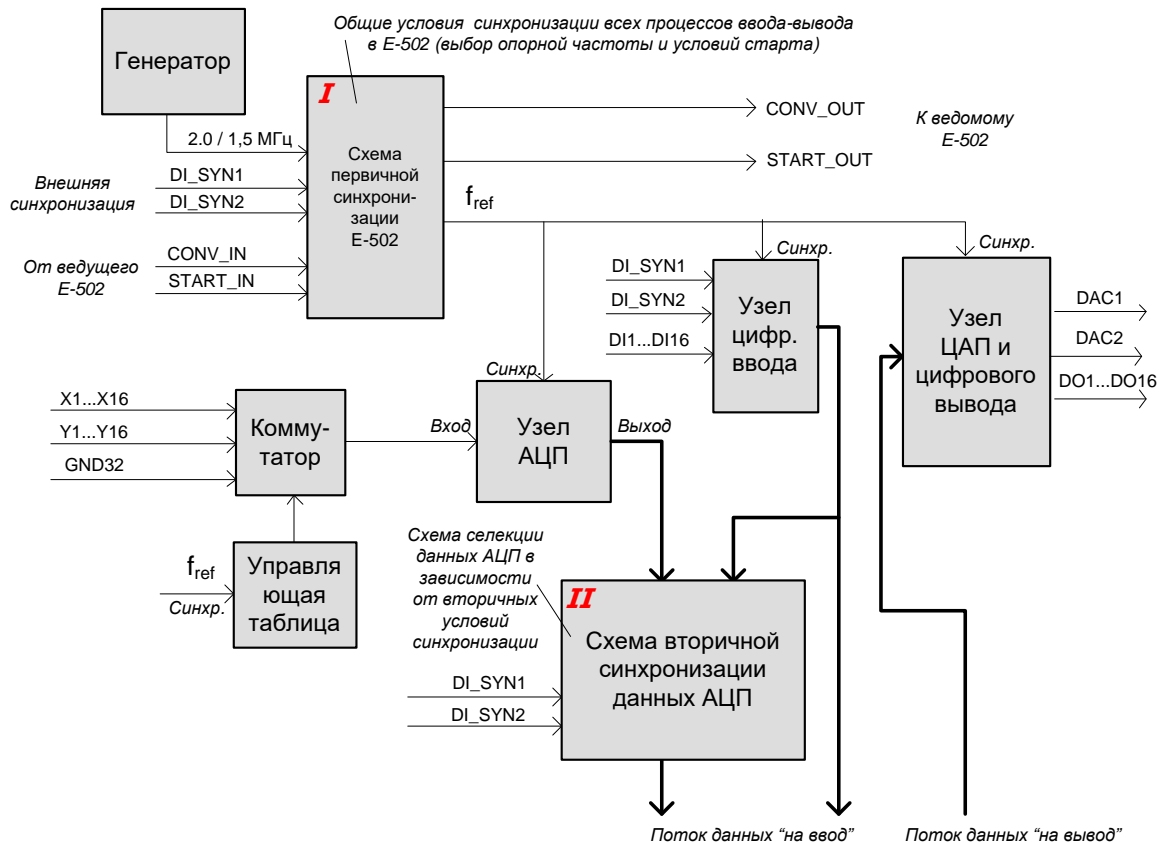 Общие условия синхронизации всех процессов ввода-вывода
в E-502 (выбор опорной частоты и условий старта)
Генератор
I
2.0 / 1,5 МГц
Схема
первичной
синхрони-
зации
E-502
CONV_OUT
START_OUT
К ведомому
E-502
Внешняя
синхронизация
DI_SYN1
DI_SYN2
От ведущего
E-502
CONV_IN
START_IN
fref
Синхр.
Синхр.
Синхр.
DI_SYN1
DI_SYN2
DI1...DI16
Узел
цифр.
ввода
Узел
ЦАП и
цифрового
вывода
DAC1
DAC2
DO1...DO16
X1...X16
Y1...Y16
GND32
Комму-
татор
Вход
Узел
АЦП
Выход
fref
Синхр.
Управля
ющая
таблица
Схема селекции
данных АЦП в
зависимости
от вторичных
условий
синхронизации
II
Схема вторичной
синхронизации
данных АЦП
DI_SYN1
DI_SYN2
Поток данных “на ввод”
Поток данных “на вывод”